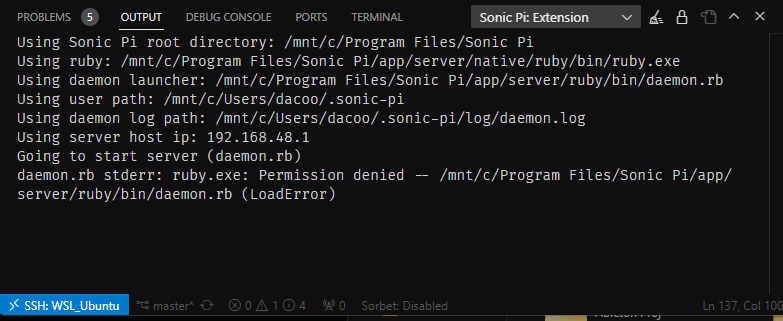 PROBLEMS 5 OUTPUT DEBUG CONSOLE PORTS TERMINAL Sonic Pi: Extension
Using Sonic Pi root directory: /mnt/c/Program Files/Sonic Pi
Using ruby: /mnt/c/Program Files/Sonic Pi/app/server/native/ruby/bin/ruby.exe
Using daemon launcher: /mnt/c/Program Files/Sonic Pi/app/server/ruby/bin/daemon.rb
Using user path: /mnt/c/Users/dacoo/.sonic-pi
Using daemon log path: /mnt/c/Users/dacoo/.sonic-pi/log/daemon.log
Using server host ip: 192.168.48.1
Going to start server (daemon.rb)
daemon.rb stderr: ruby.exe: Permission denied -- /mnt/c/Program Files/Sonic Pi/app/
server/ruby/bin/daemon.rb (LoadError)
SSH: WSL_Ubuntu master* 0 1 4 0 Sorbet: Disabled Ln 137, Col 100